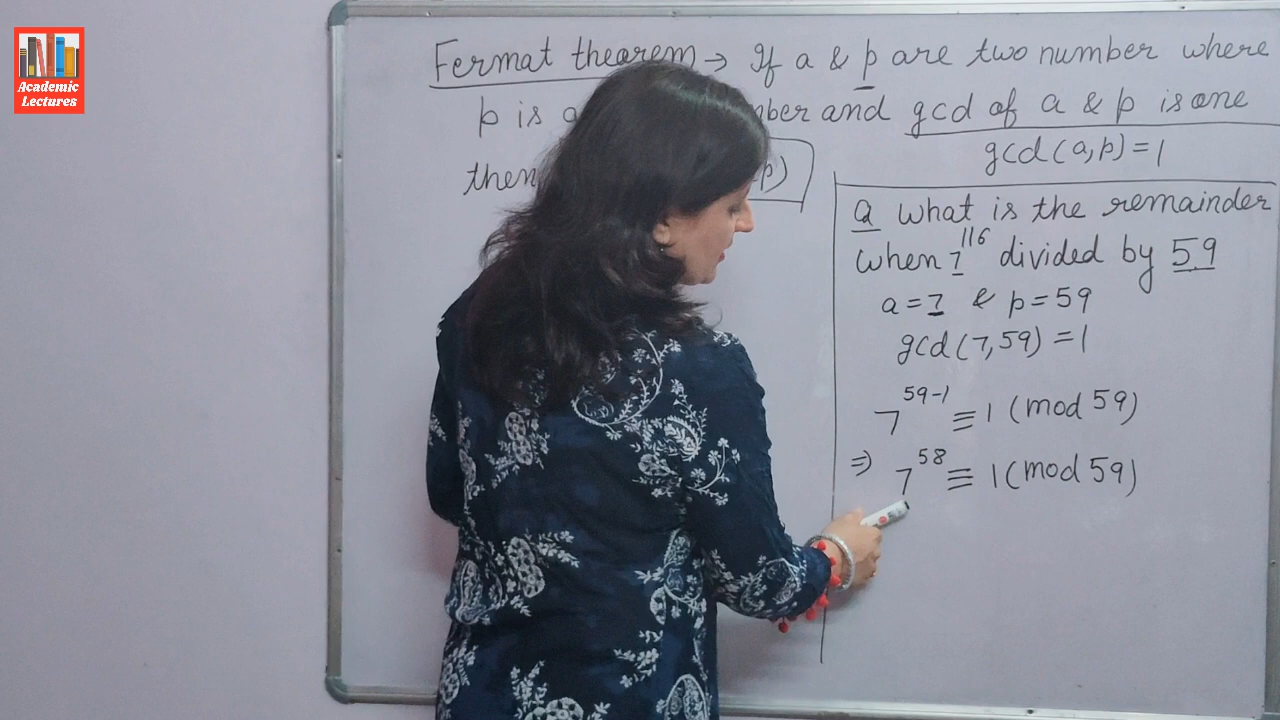 Academic
Lectures
Fermat theorem → If a & p are two number where
p is a mber and gcd of a & p is one
gcd (a, p) = 1
then p)
Q what is the remainder
when 7^116 divided by 59
a = 7 & p = 59
gcd (7, 59) = 1
7^59-1 ≡ 1 (mod 59)
⇒ 7^58 ≡ 1 (mod 59)